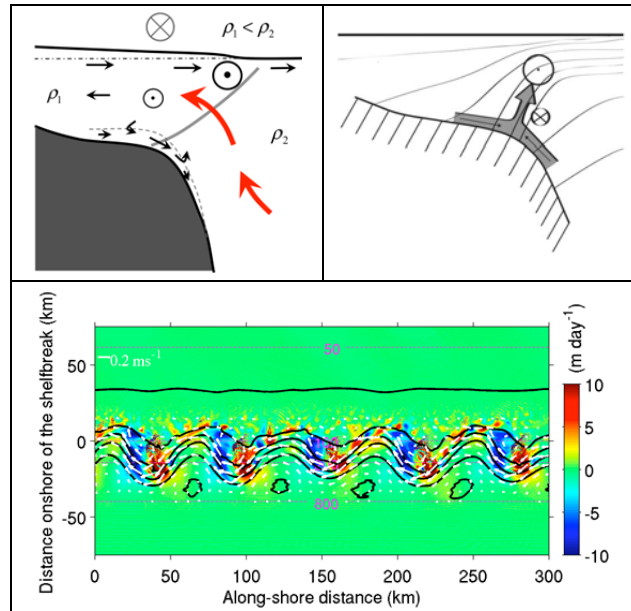 ρ₁ < ρ₂
ρ₁
ρ₂
(m day⁻¹)
0.2 ms⁻¹
50
800
Distance onshore of the shelfbreak (km)
50
0
-50
10
5
0
-5
-10
0
50
100
150
200
250
300
Along-shore distance (km)